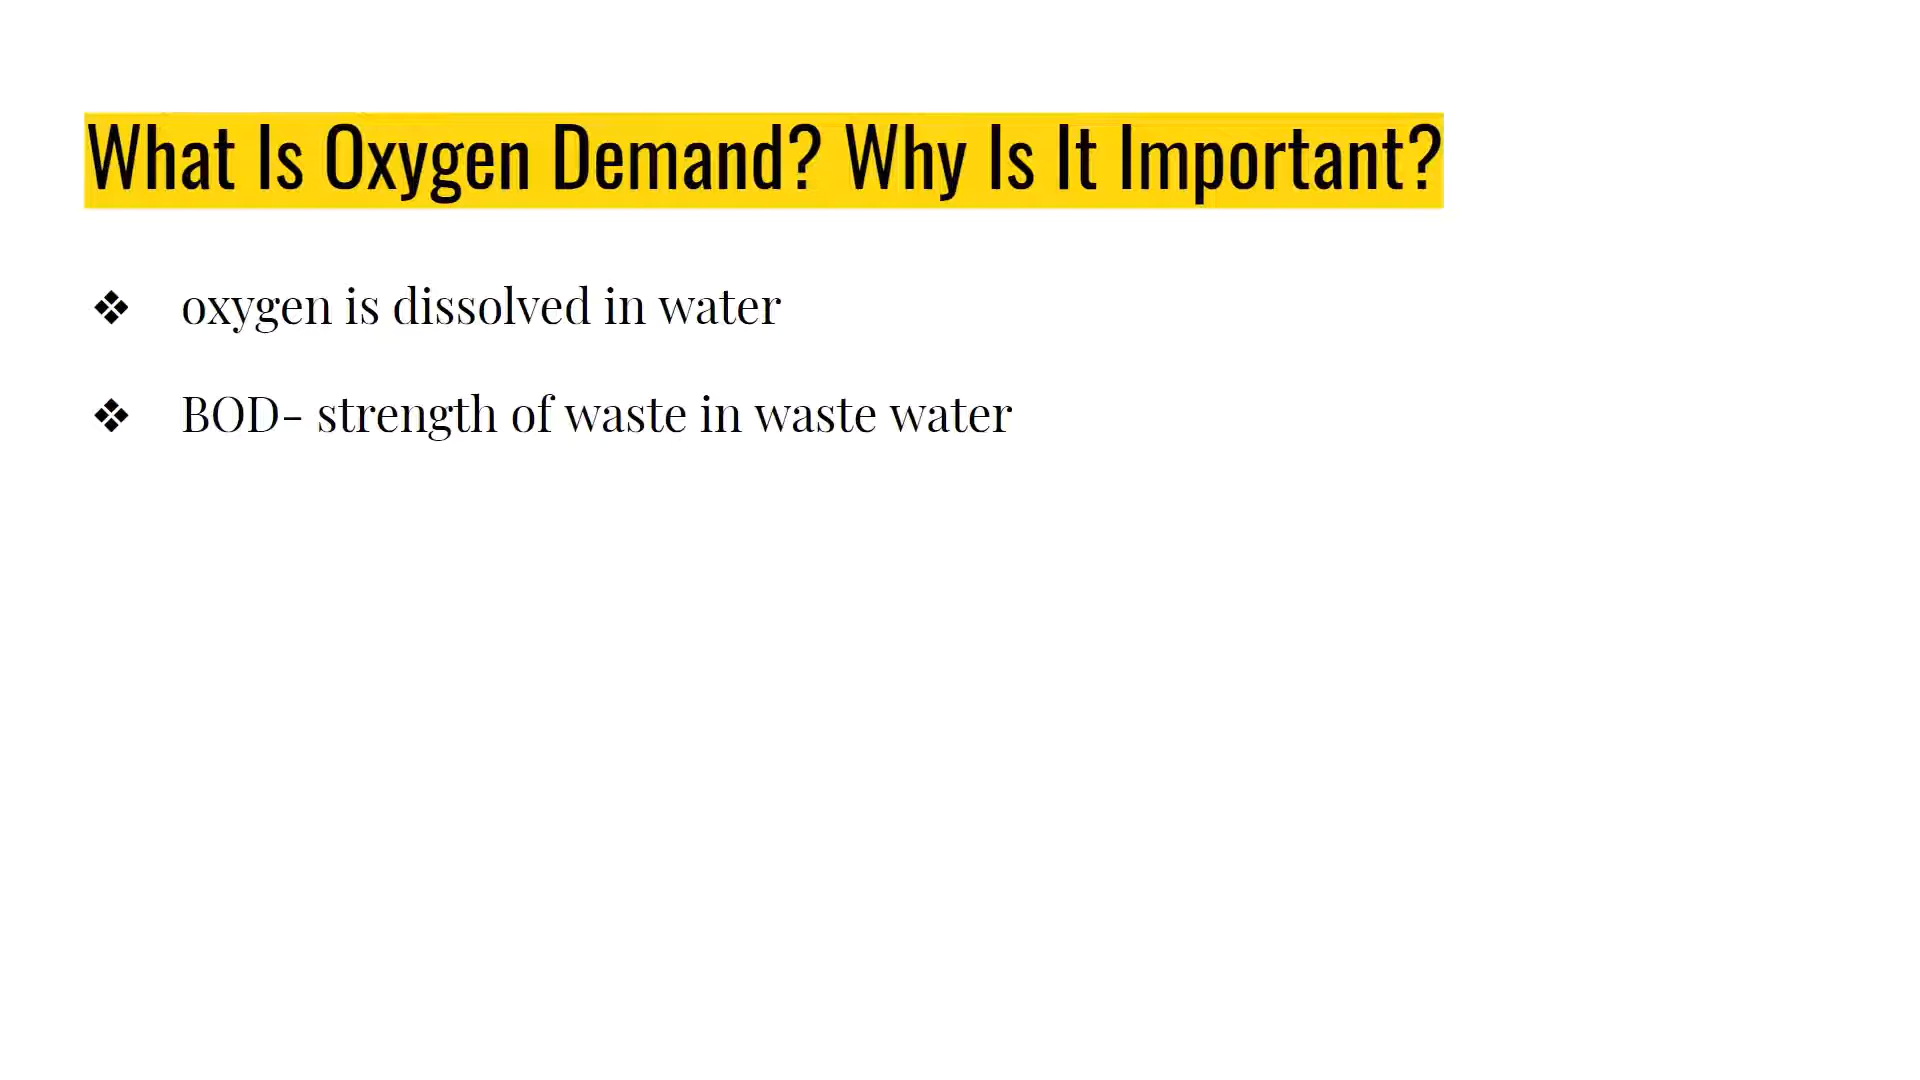 What Is Oxygen Demand? Why Is It Important?
❖ oxygen is dissolved in water
❖ BOD- strength of waste in waste water